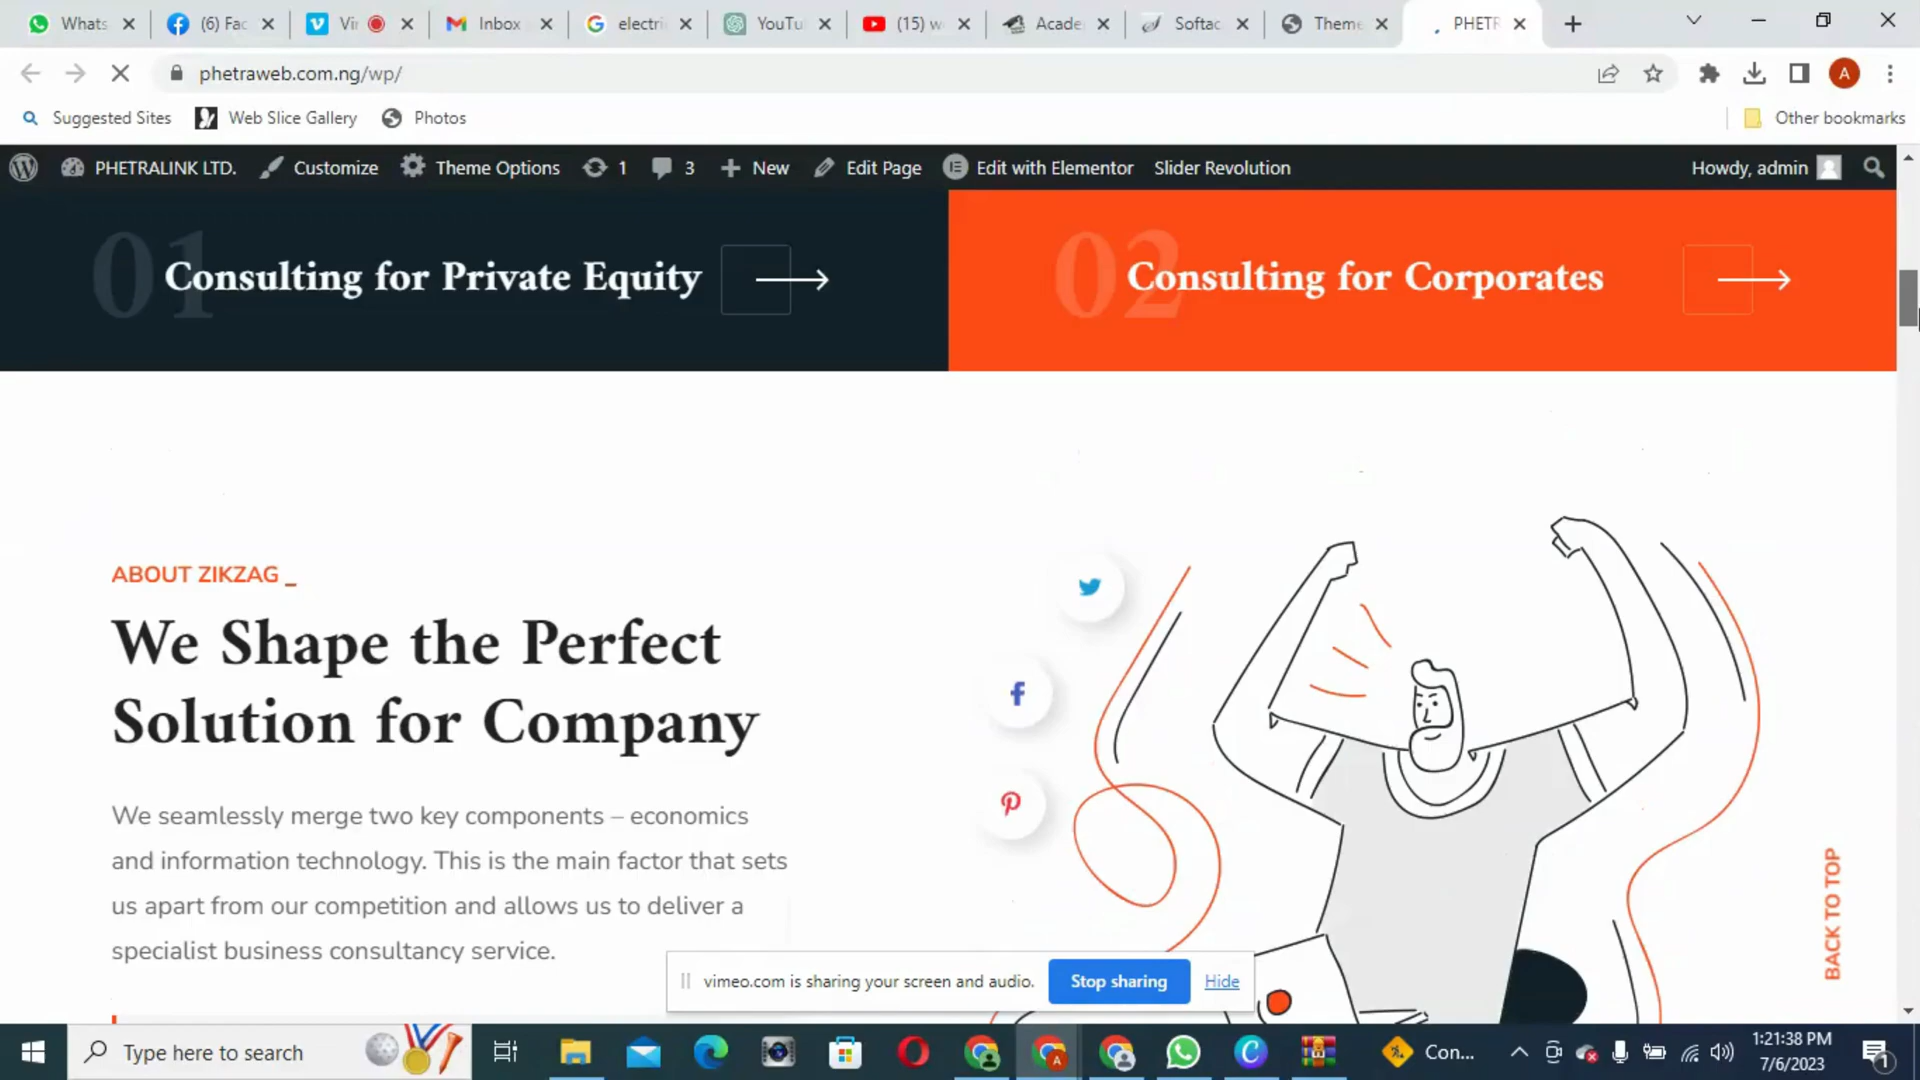 Whats
(6) Fac
Vir
Inbox
electri
YouTu
(15) w
Acade
Softac
Theme
PHETR
phetraweb.com.ng/wp/
A
Suggested Sites
Web Slice Gallery
Photos
Other bookmarks
PHETRALINK LTD.
Customize
Theme Options
1
3
New
Edit Page
Edit with Elementor
Slider Revolution
Howdy, admin
01
Consulting for Private Equity
02
Consulting for Corporates
ABOUT ZIKZAG _
We Shape the Perfect
Solution for Company
We seamlessly merge two key components – economics
and information technology. This is the main factor that sets
us apart from our competition and allows us to deliver a
specialist business consultancy service.
BACK TO TOP
vimeo.com is sharing your screen and audio.
Stop sharing
Hide
Type here to search
Con...
1:21:38 PM
7/6/2023
1